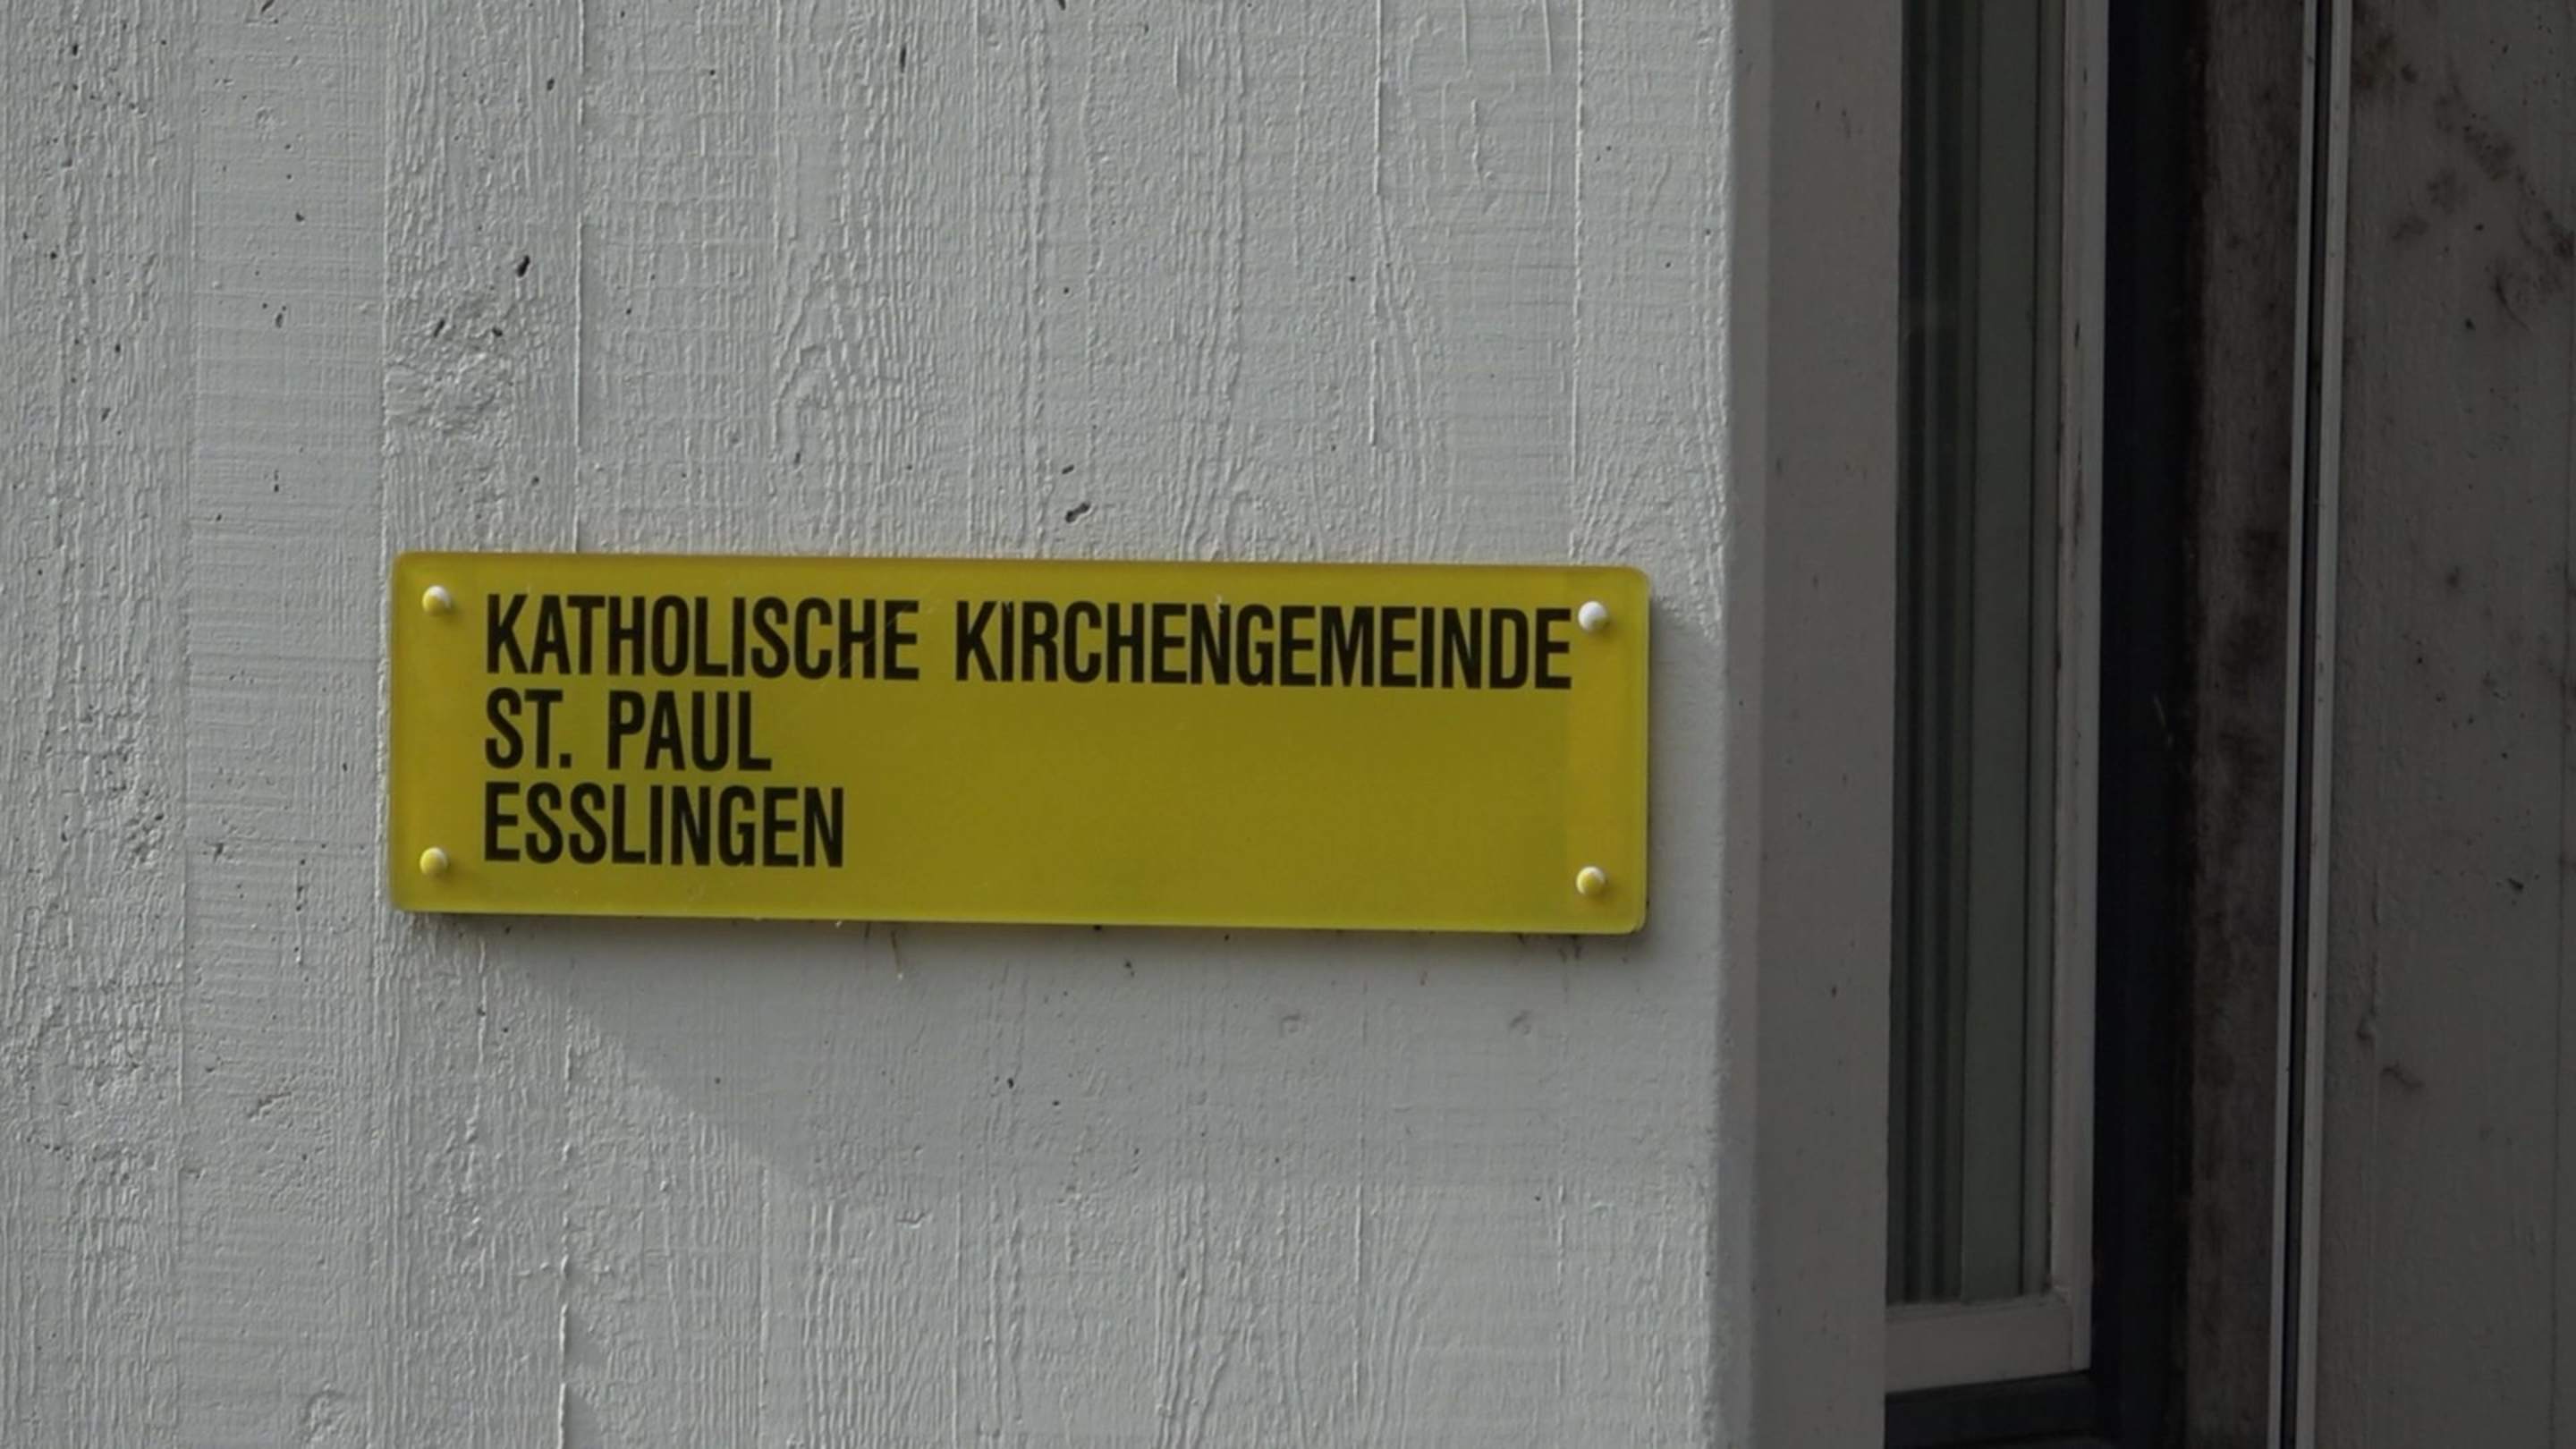 KATHOLISCHE KIRCHENGEMEINDE
ST. PAUL
ESSLINGEN